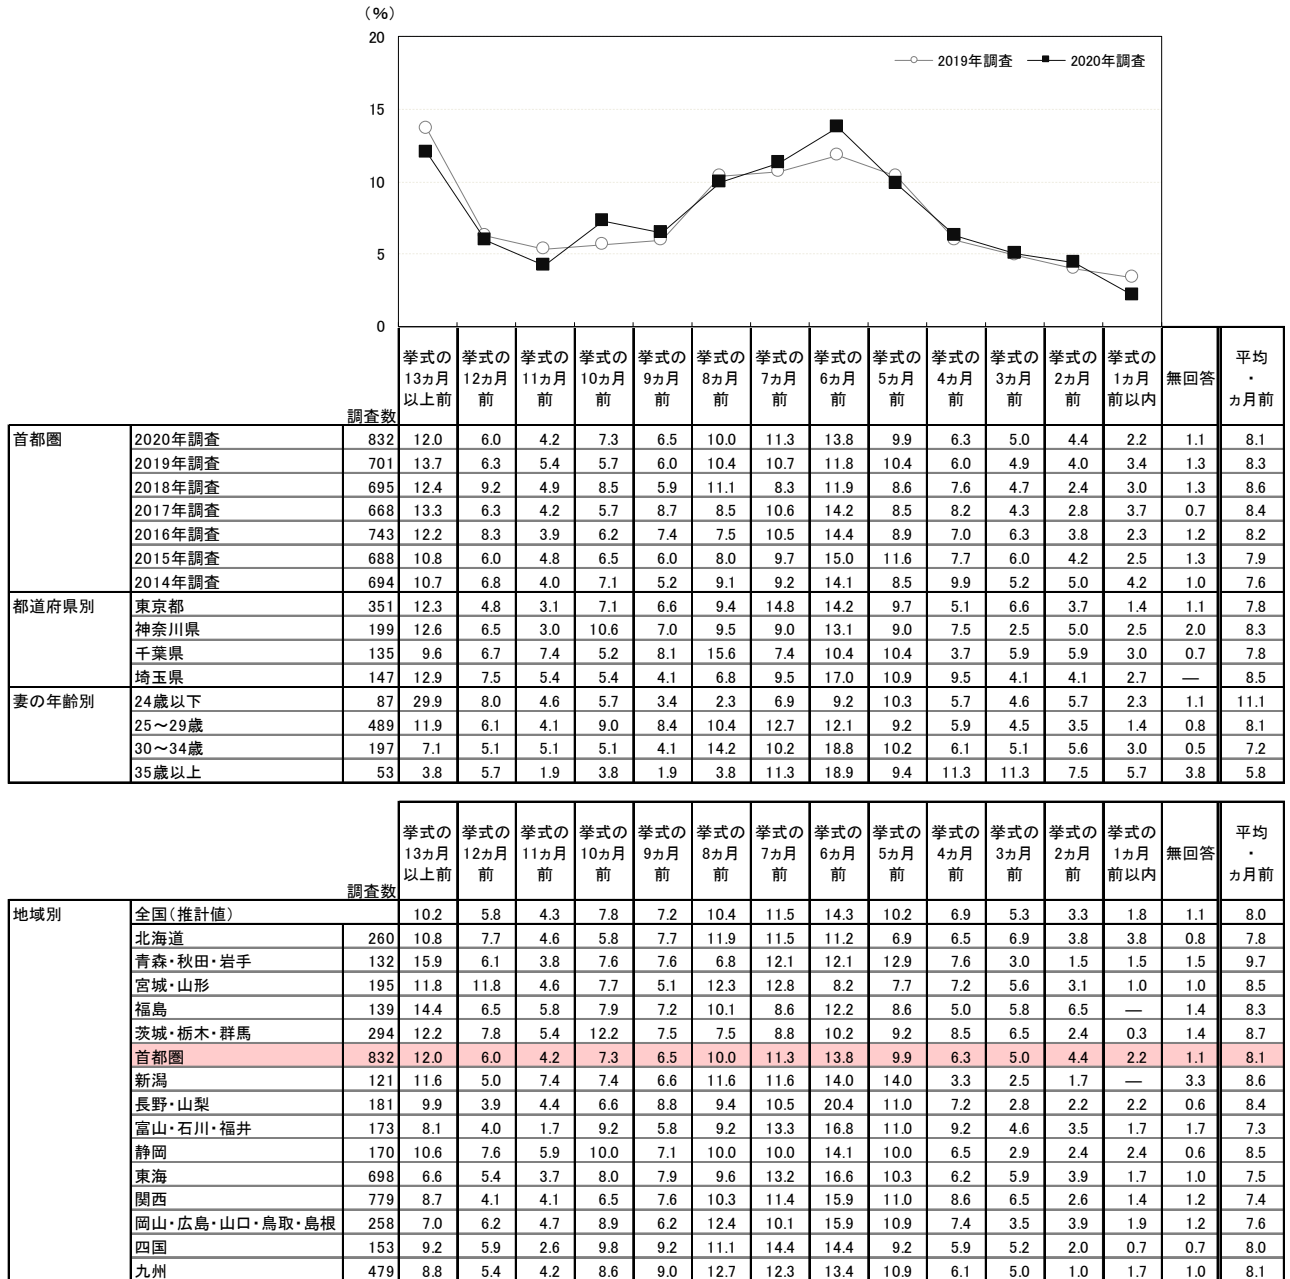 （%）
20
15
10
5
0
2019年調査 2020年調査
調査数 挙式の13ヵ月以上前 挙式の12ヵ月前 挙式の11ヵ月前 挙式の10ヵ月前 挙式の9ヵ月前 挙式の8ヵ月前 挙式の7ヵ月前 挙式の6ヵ月前 挙式の5ヵ月前 挙式の4ヵ月前 挙式の3ヵ月前 挙式の2ヵ月前 挙式の1ヵ月前以内 無回答 平均・ヵ月前
首都圏 2020年調査 832 12.0 6.0 4.2 7.3 6.5 10.0 11.3 13.8 9.9 6.3 5.0 4.4 2.2 1.1 8.1
2019年調査 701 13.7 6.3 5.4 5.7 6.0 10.4 10.7 11.8 10.4 6.0 4.9 4.0 3.4 1.3 8.3
2018年調査 695 12.4 9.2 4.9 8.5 5.9 11.1 8.3 11.9 8.6 7.6 4.7 2.4 3.0 1.3 8.6
2017年調査 668 13.3 6.3 4.2 5.7 8.7 8.5 10.6 14.2 8.5 8.2 4.3 2.8 3.7 0.7 8.4
2016年調査 743 12.2 8.3 3.9 6.2 7.4 7.5 10.5 14.4 8.9 7.0 6.3 3.8 2.3 1.2 8.2
2015年調査 688 10.8 6.0 4.8 6.5 6.0 8.0 9.7 15.0 11.6 7.7 6.0 4.2 2.5 1.3 7.9
2014年調査 694 10.7 6.8 4.0 7.1 5.2 9.1 9.2 14.1 8.5 9.9 5.2 5.0 4.2 1.0 7.6
都道府県別 東京都 351 12.3 4.8 3.1 7.1 6.6 9.4 14.8 14.2 9.7 5.1 6.6 3.7 1.4 1.1 7.8
神奈川県 199 12.6 6.5 3.0 10.6 7.0 9.5 9.0 13.1 9.0 7.5 2.5 5.0 2.5 2.0 8.3
千葉県 135 9.6 6.7 7.4 5.2 8.1 15.6 7.4 10.4 10.4 3.7 5.9 5.9 3.0 0.7 7.8
埼玉県 147 12.9 7.5 5.4 5.4 4.1 6.8 9.5 17.0 10.9 9.5 4.1 4.1 2.7 — 8.5
妻の年齢別 24歳以下 87 29.9 8.0 4.6 5.7 3.4 2.3 6.9 9.2 10.3 5.7 4.6 5.7 2.3 1.1 11.1
25～29歳 489 11.9 6.1 4.1 9.0 8.4 10.4 12.7 12.1 9.2 5.9 4.5 3.5 1.4 0.8 8.1
30～34歳 197 7.1 5.1 5.1 5.1 4.1 14.2 10.2 18.8 10.2 6.1 5.1 5.6 3.0 0.5 7.2
35歳以上 53 3.8 5.7 1.9 3.8 1.9 3.8 11.3 18.9 9.4 11.3 11.3 7.5 5.7 3.8 5.8
調査数 挙式の13ヵ月以上前 挙式の12ヵ月前 挙式の11ヵ月前 挙式の10ヵ月前 挙式の9ヵ月前 挙式の8ヵ月前 挙式の7ヵ月前 挙式の6ヵ月前 挙式の5ヵ月前 挙式の4ヵ月前 挙式の3ヵ月前 挙式の2ヵ月前 挙式の1ヵ月前以内 無回答 平均・ヵ月前
地域別 全国（推計値） 10.2 5.8 4.3 7.8 7.2 10.4 11.5 14.3 10.2 6.9 5.3 3.3 1.8 1.1 8.0
北海道 260 10.8 7.7 4.6 5.8 7.7 11.9 11.5 11.2 6.9 6.5 6.9 3.8 3.8 0.8 7.8
青森・秋田・岩手 132 15.9 6.1 3.8 7.6 7.6 6.8 12.1 12.1 12.9 7.6 3.0 1.5 1.5 1.5 9.7
宮城・山形 195 11.8 11.8 4.6 7.7 5.1 12.3 12.8 8.2 7.7 7.2 5.6 3.1 1.0 1.0 8.5
福島 139 14.4 6.5 5.8 7.9 7.2 10.1 8.6 12.2 8.6 5.0 5.8 6.5 — 1.4 8.3
茨城・栃木・群馬 294 12.2 7.8 5.4 12.2 7.5 7.5 8.8 10.2 9.2 8.5 6.5 2.4 0.3 1.4 8.7
首都圏 832 12.0 6.0 4.2 7.3 6.5 10.0 11.3 13.8 9.9 6.3 5.0 4.4 2.2 1.1 8.1
新潟 121 11.6 5.0 7.4 7.4 6.6 11.6 11.6 14.0 14.0 3.3 2.5 1.7 — 3.3 8.6
長野・山梨 181 9.9 3.9 4.4 6.6 8.8 9.4 10.5 20.4 11.0 7.2 2.8 2.2 2.2 0.6 8.4
富山・石川・福井 173 8.1 4.0 1.7 9.2 5.8 9.2 13.3 16.8 11.0 9.2 4.6 3.5 1.7 1.7 7.3
静岡 170 10.6 7.6 5.9 10.0 7.1 10.0 10.0 14.1 10.0 6.5 2.9 2.4 2.4 0.6 8.5
東海 698 6.6 5.4 3.7 8.0 7.9 9.6 13.2 16.6 10.3 6.2 5.9 3.9 1.7 1.0 7.5
関西 779 8.7 4.1 4.1 6.5 7.6 10.3 11.4 15.9 11.0 8.6 6.5 2.6 1.4 1.2 7.4
岡山・広島・山口・鳥取・島根 258 7.0 6.2 4.7 8.9 6.2 12.4 10.1 15.9 10.9 7.4 3.5 3.9 1.9 1.2 7.6
四国 153 9.2 5.9 2.6 9.8 9.2 11.1 14.4 14.4 9.2 5.9 5.2 2.0 0.7 0.7 8.0
九州 479 8.8 5.4 4.2 8.6 9.0 12.7 12.3 13.4 10.9 6.1 5.0 1.0 1.7 1.0 8.1